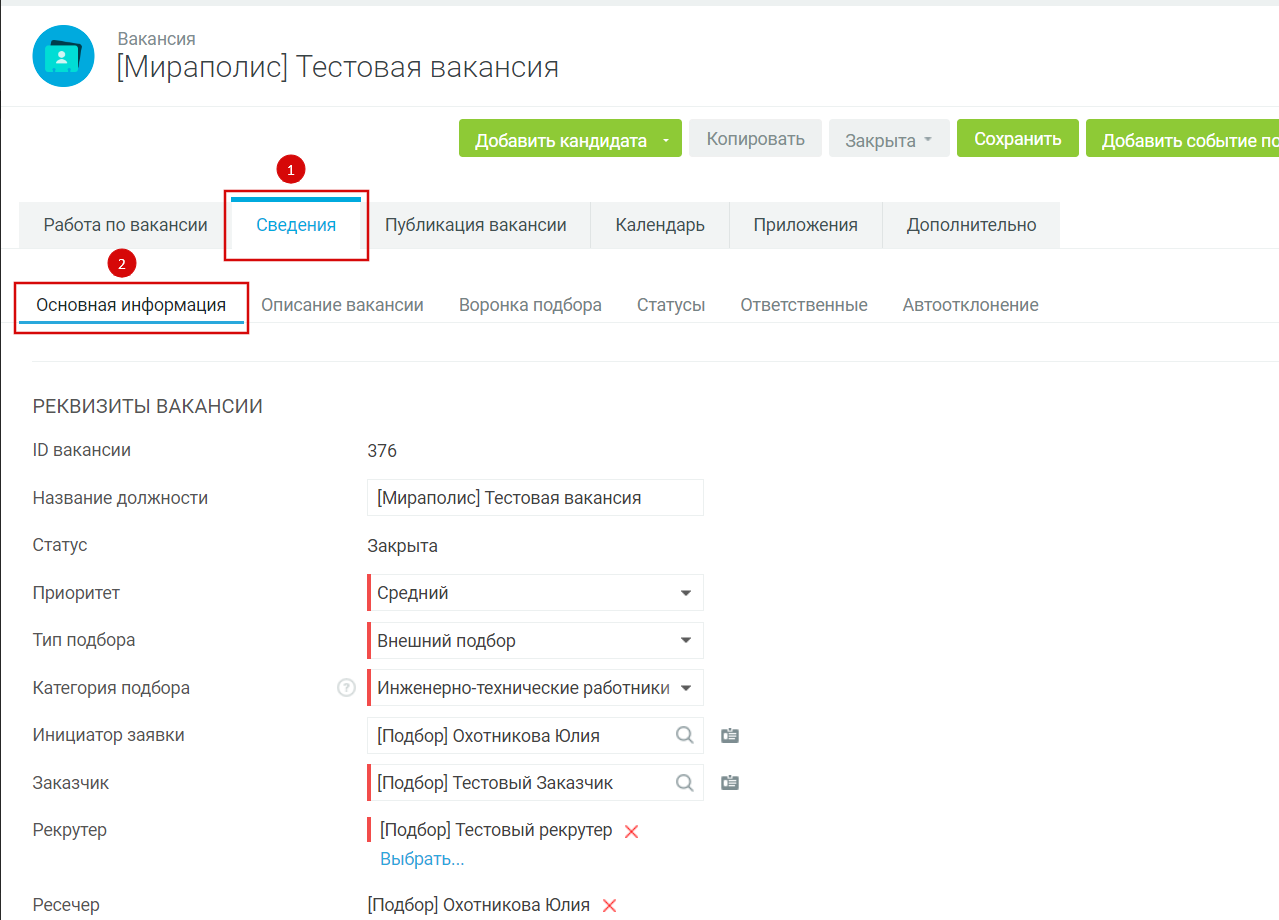 Вакансия
[Мираполис] Тестовая вакансия
Добавить кандидата Копировать Закрыта Сохранить Добавить событие по
1
Работа по вакансии Сведения Публикация вакансии Календарь Приложения Дополнительно
2
Основная информация Описание вакансии Воронка подбора Статусы Ответственные Автоотклонение
РЕКВИЗИТЫ ВАКАНСИИ
ID вакансии 376
Название должности [Мираполис] Тестовая вакансия
Статус Закрыта
Приоритет Средний
Тип подбора Внешний подбор
Категория подбора ? Инженерно-технические работники
Инициатор заявки [Подбор] Охотникова Юлия
Заказчик [Подбор] Тестовый Заказчик
Рекрутер [Подбор] Тестовый рекрутер
Выбрать...
Ресечер [Подбор] Охотникова Юлия